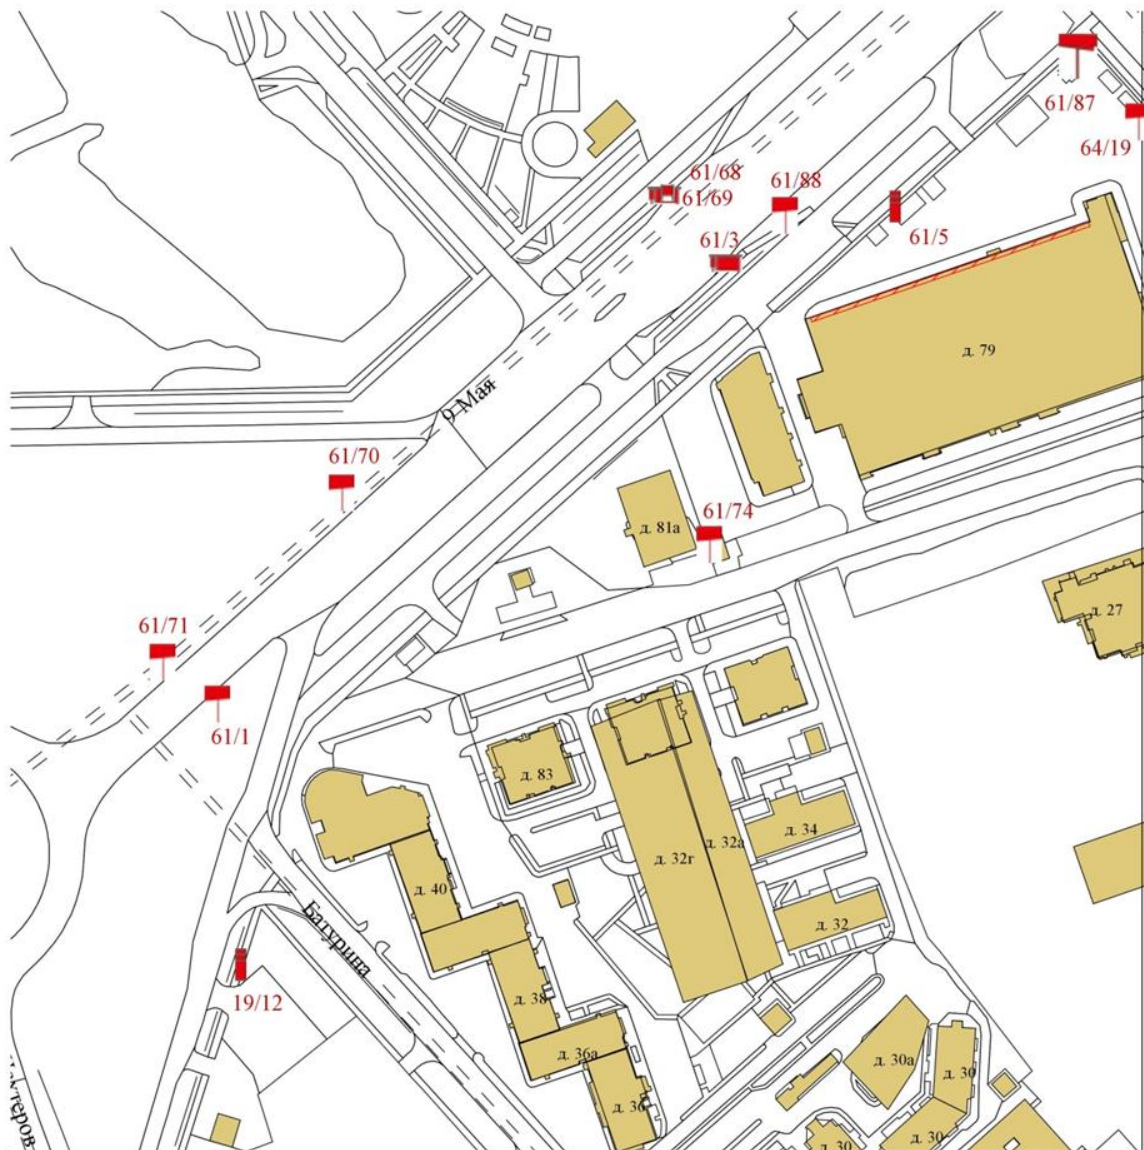 61/87
64/19
61/68
61/69
61/88
61/3
61/5
д. 79
9 Мая
61/70
61/74
д. 81а
д. 27
61/71
61/1
д. 83
д. 34
д. 32а
д. 32г
д. 40
д. 32
Батурина
д. 38
19/12
д. 36а
д. 30а
д. 30
д. 36
д. 30
д. 30